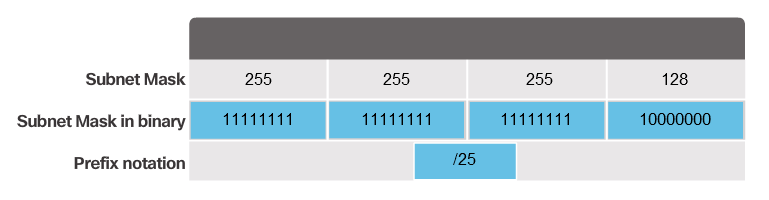 Subnet Mask 255 255 255 128
Subnet Mask in binary 11111111 11111111 11111111 10000000
Prefix notation /25